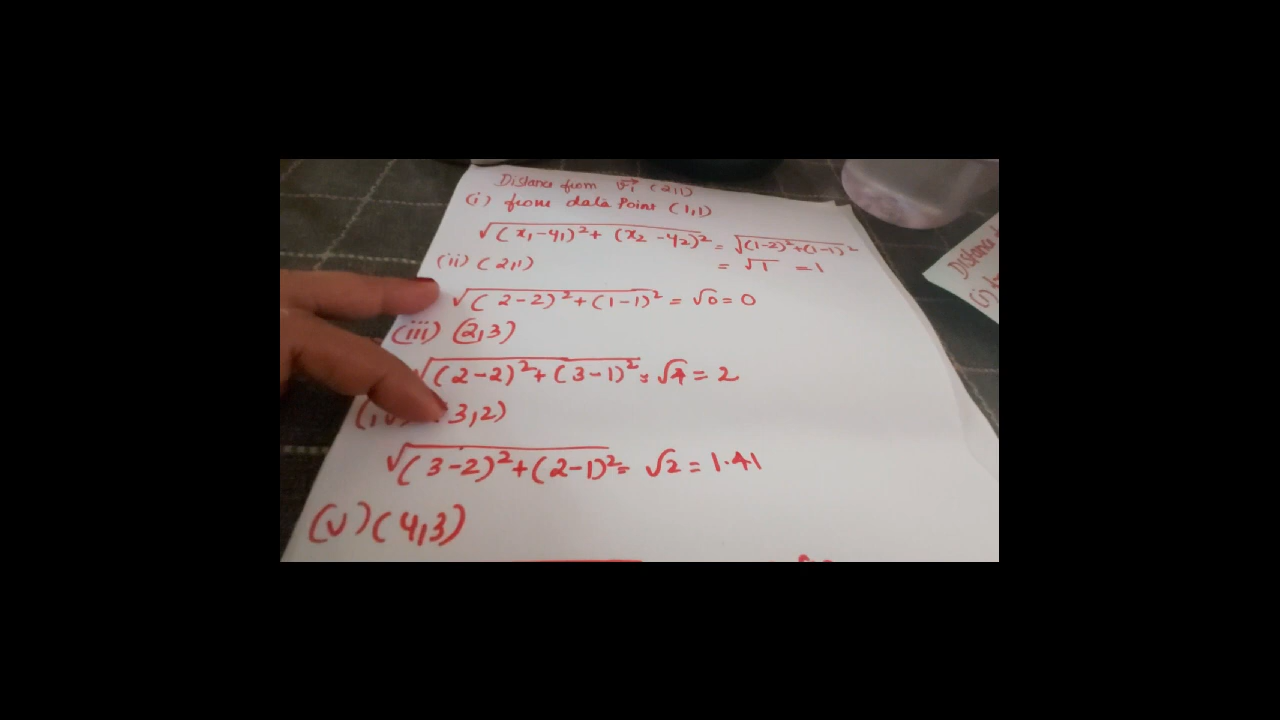 Distance from v₁→ (2,1)
(i) from data Point (1,1)
√(x₁-y₁)²+(x₂-y₂)² = √(1-2)²+(1-1)²
= √1 = 1
(ii) (2,1)
√(2-2)²+(1-1)² = √0 = 0
(iii) (2,3)
√(2-2)²+(3-1)² = √4 = 2
(iv) (3,2)
√(3-2)²+(2-1)² = √2 = 1.41
(v) (4,3)
Distance
(i)